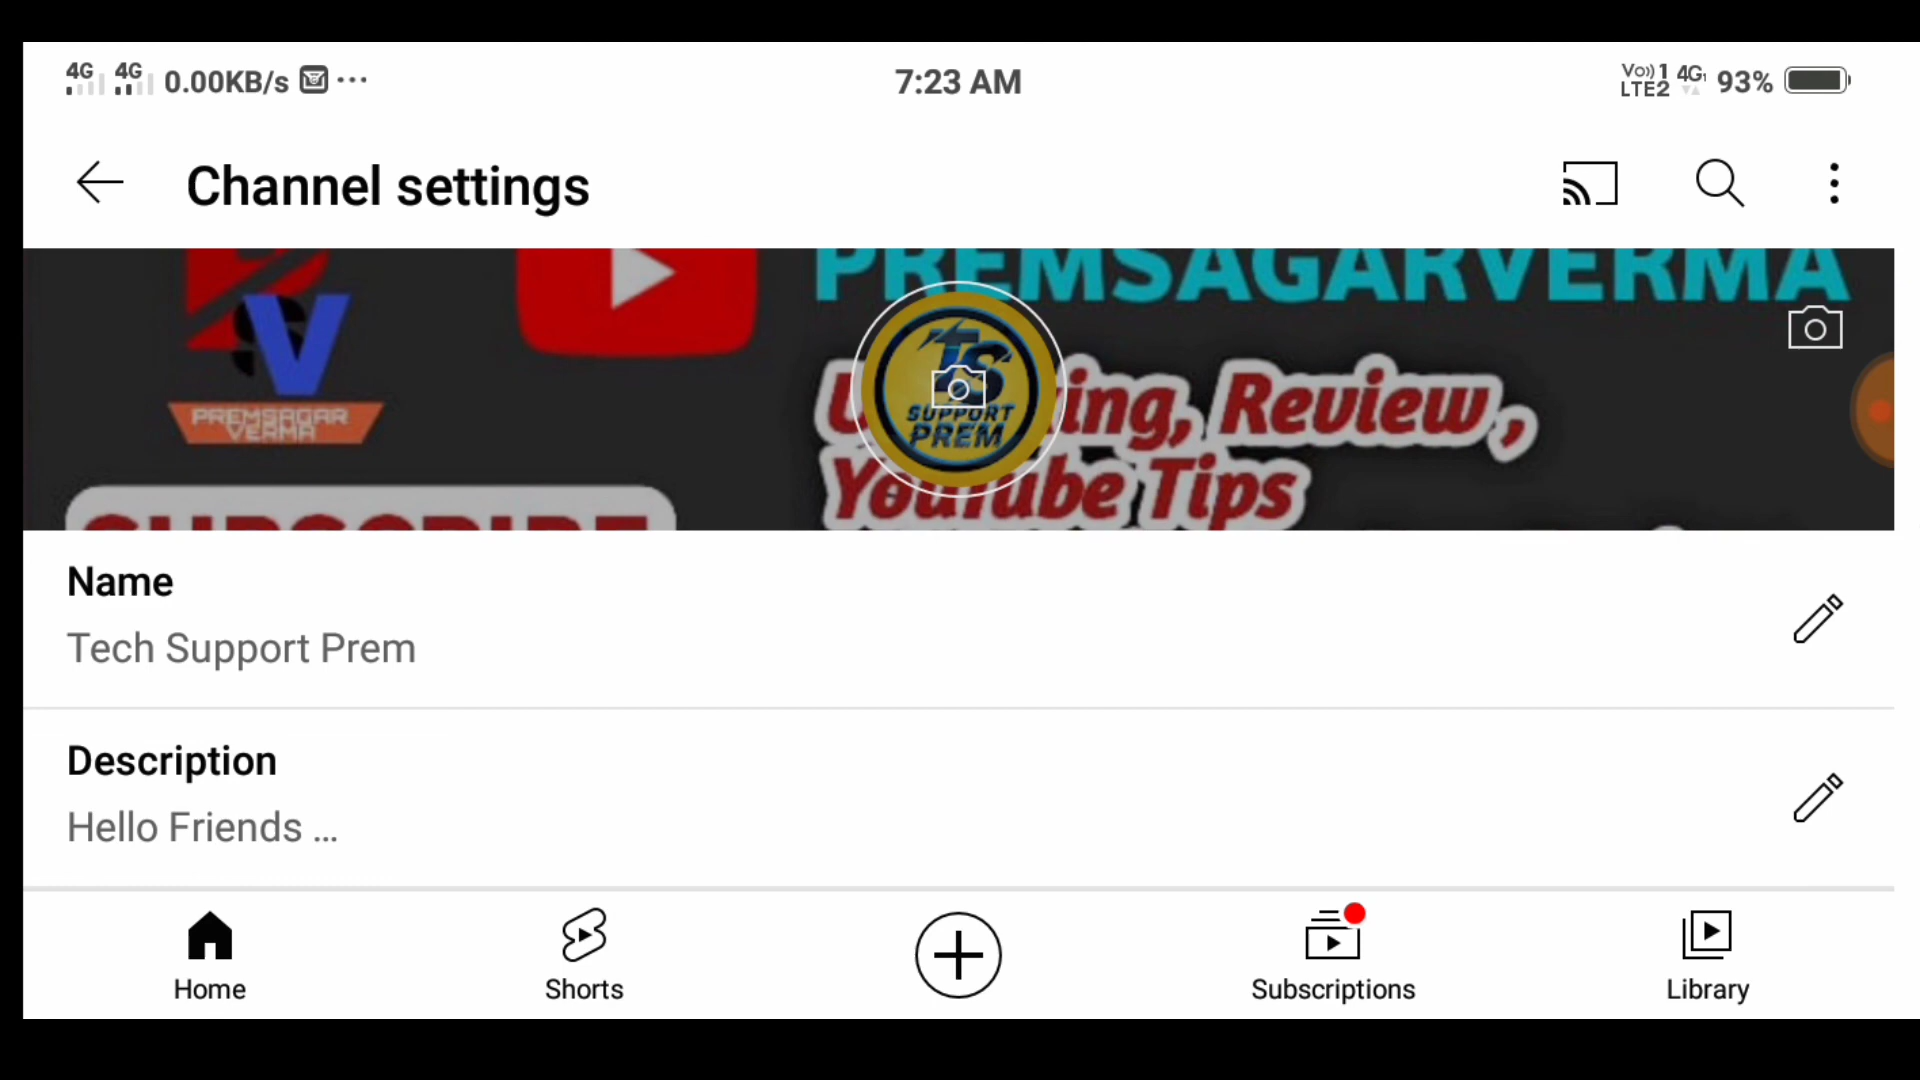 4G 4G 0.00KB/s ...
7:23 AM
Vo)) 1 4G 93%
LTE2
Channel settings
PREMSAGARVERMA
PREMSAGAR
VERMA
TS
SUPPORT
PREM
Review,
YouTube Tips
SUBSCRIBE
Name
Tech Support Prem
Description
Hello Friends ...
Home
Shorts
Subscriptions
Library